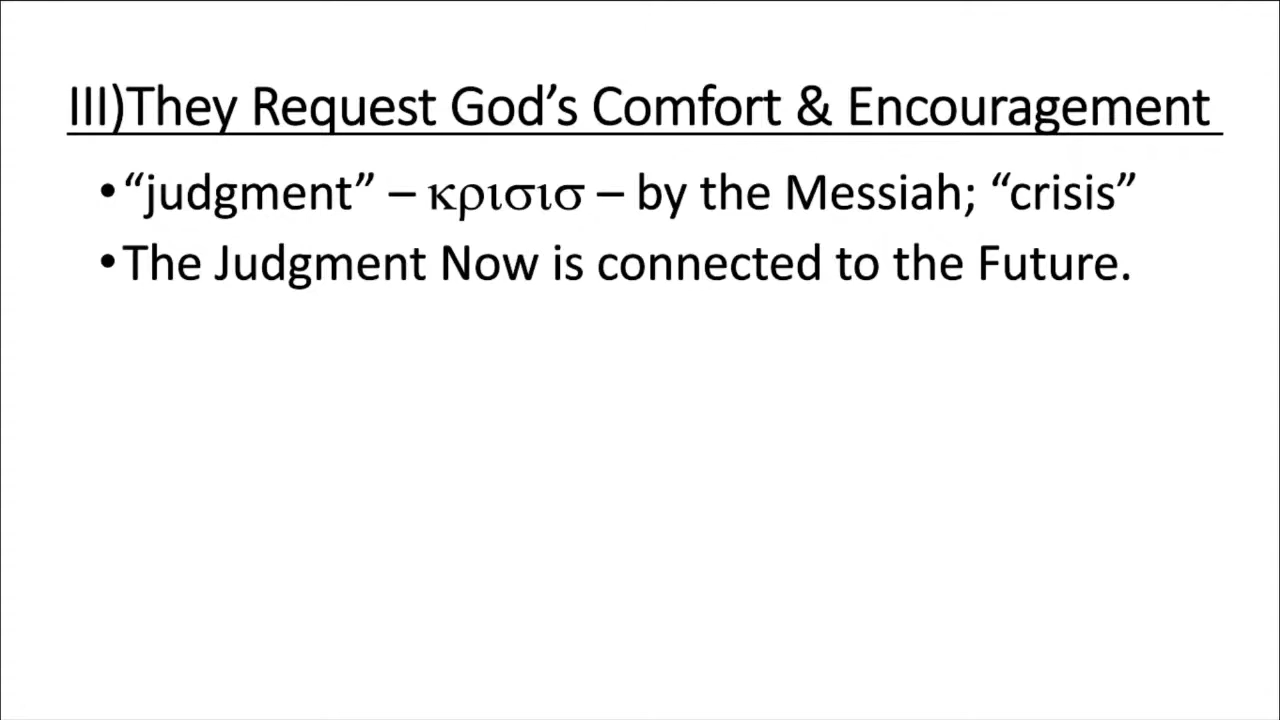 III)They Request God’s Comfort & Encouragement
•“judgment” – κρισισ – by the Messiah; “crisis”
•The Judgment Now is connected to the Future.